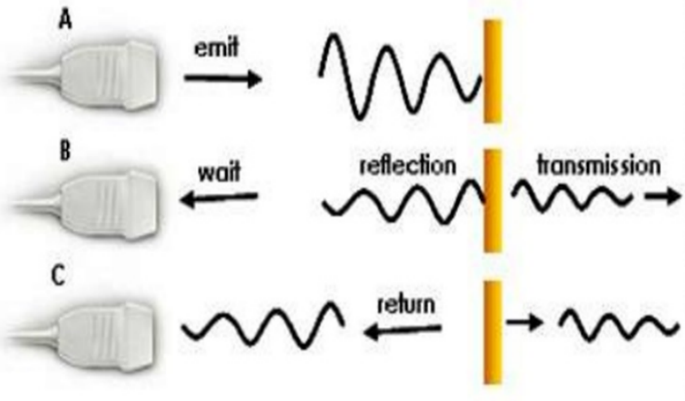 A
emit
B
wait
reflection
transmission
C
return